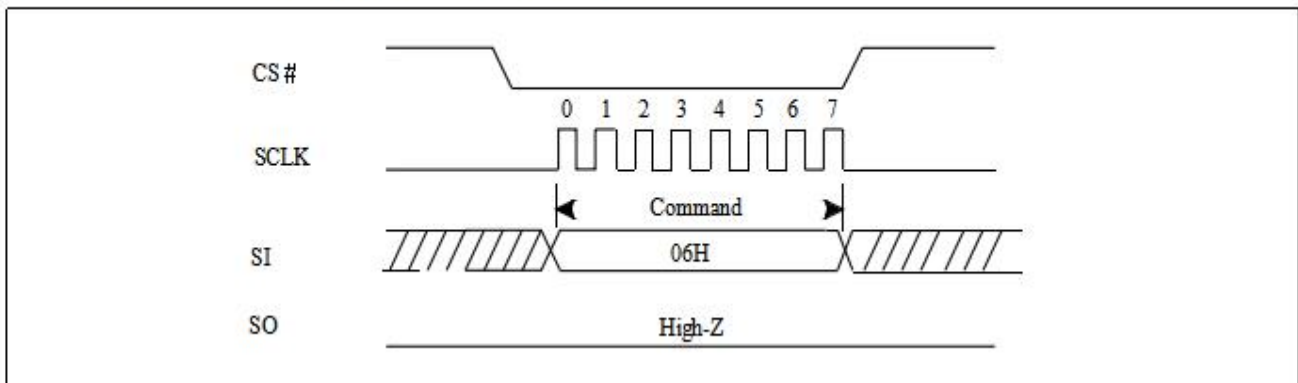 CS#
0 1 2 3 4 5 6 7
SCLK
Command
SI
06H
SO
High-Z